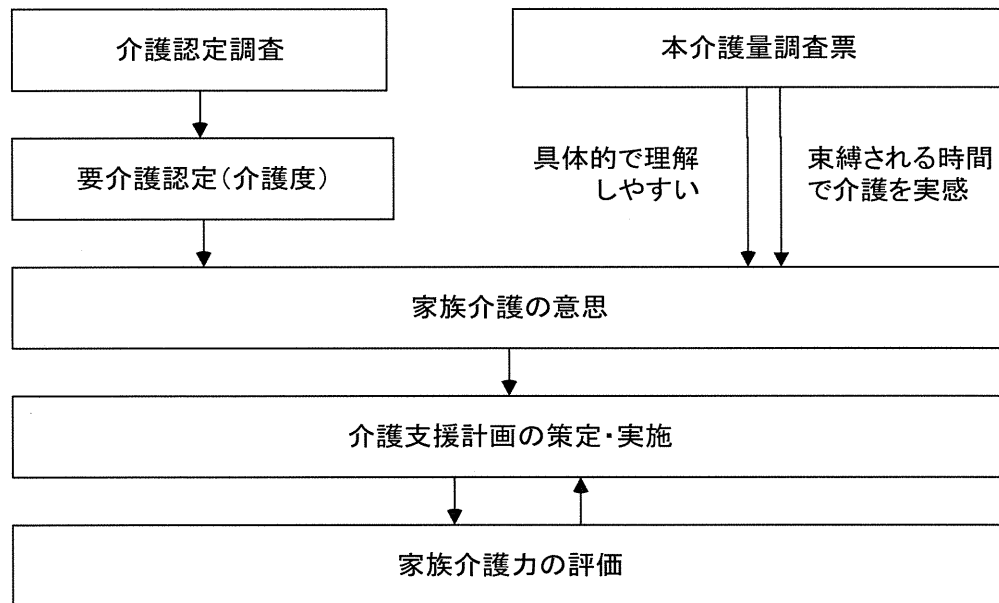 介護認定調査
本介護量調査票
要介護認定(介護度)
具体的で理解
しやすい
束縛される時間
で介護を実感
家族介護の意思
介護支援計画の策定・実施
家族介護力の評価